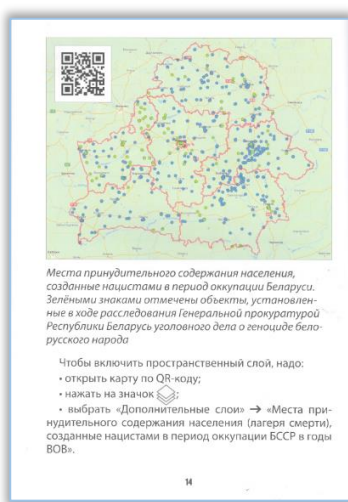 Места принудительного содержания населения,
созданные нацистами в период оккупации Беларуси.
Зелёными знаками отмечены объекты, установлен-
ные в ходе расследования Генеральной прокуратурой
Республики Беларусь уголовного дела о геноциде бело-
русского народа
Чтобы включить пространственный слой, надо:
• открыть карту по QR-коду;
• нажать на значок ;
• выбрать «Дополнительные слои» → «Места при-
нудительного содержания населения (лагеря смерти),
созданные нацистами в период оккупации БССР в годы
ВОВ».
14